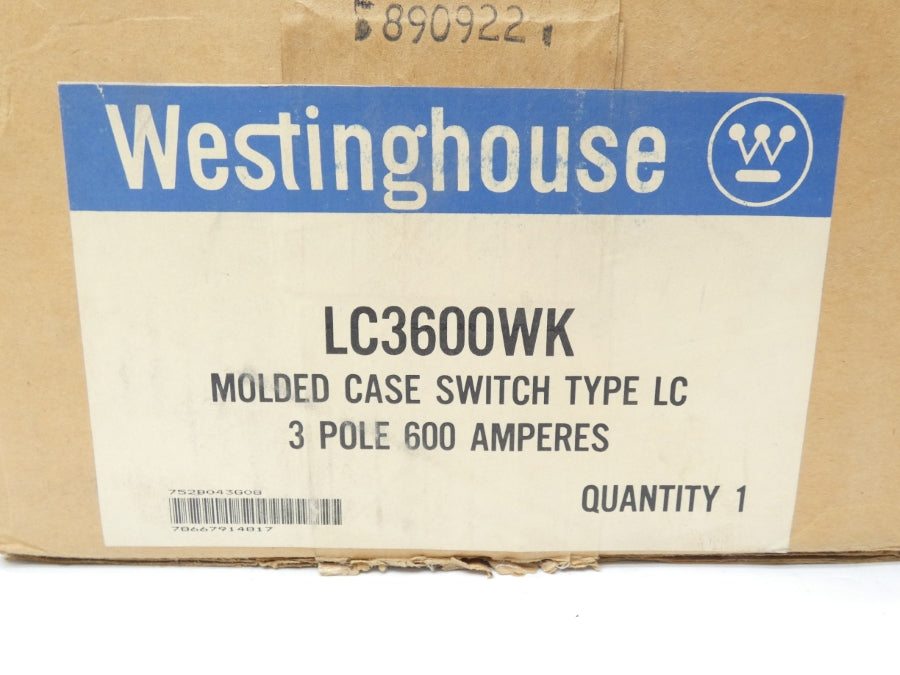 890922
Westinghouse W
LC3600WK
MOLDED CASE SWITCH TYPE LC
3 POLE 600 AMPERES
752B043G08
78667914817
QUANTITY 1